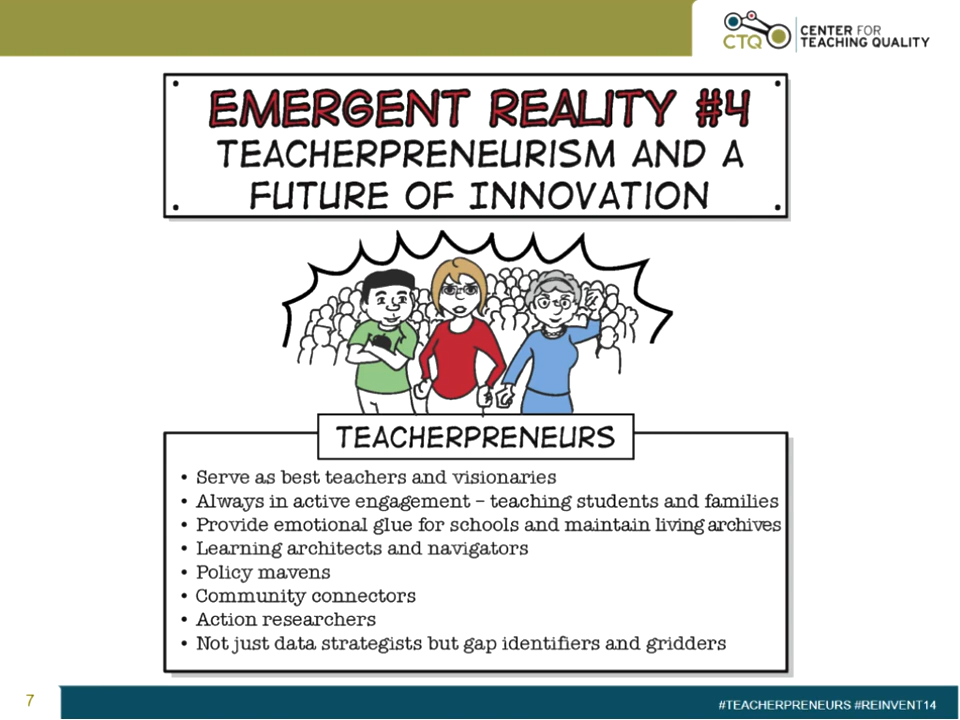 CTQ
CENTER FOR
TEACHING QUALITY
EMERGENT REALITY #4
TEACHERPRENEURISM AND A
FUTURE OF INNOVATION
TEACHERPRENEURS
• Serve as best teachers and visionaries
• Always in active engagement – teaching students and families
• Provide emotional glue for schools and maintain living archives
• Learning architects and navigators
• Policy mavens
• Community connectors
• Action researchers
• Not just data strategists but gap identifiers and gridders
7
#TEACHERPRENEURS #REINVENT14